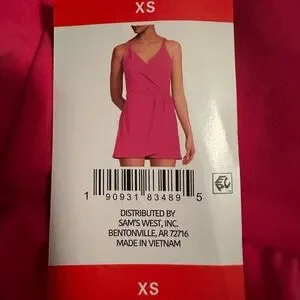 XS
1 90931 83489 5
DISTRIBUTED BY
SAM'S WEST, INC.
BENTONVILLE, AR 72716
MADE IN VIETNAM
XS